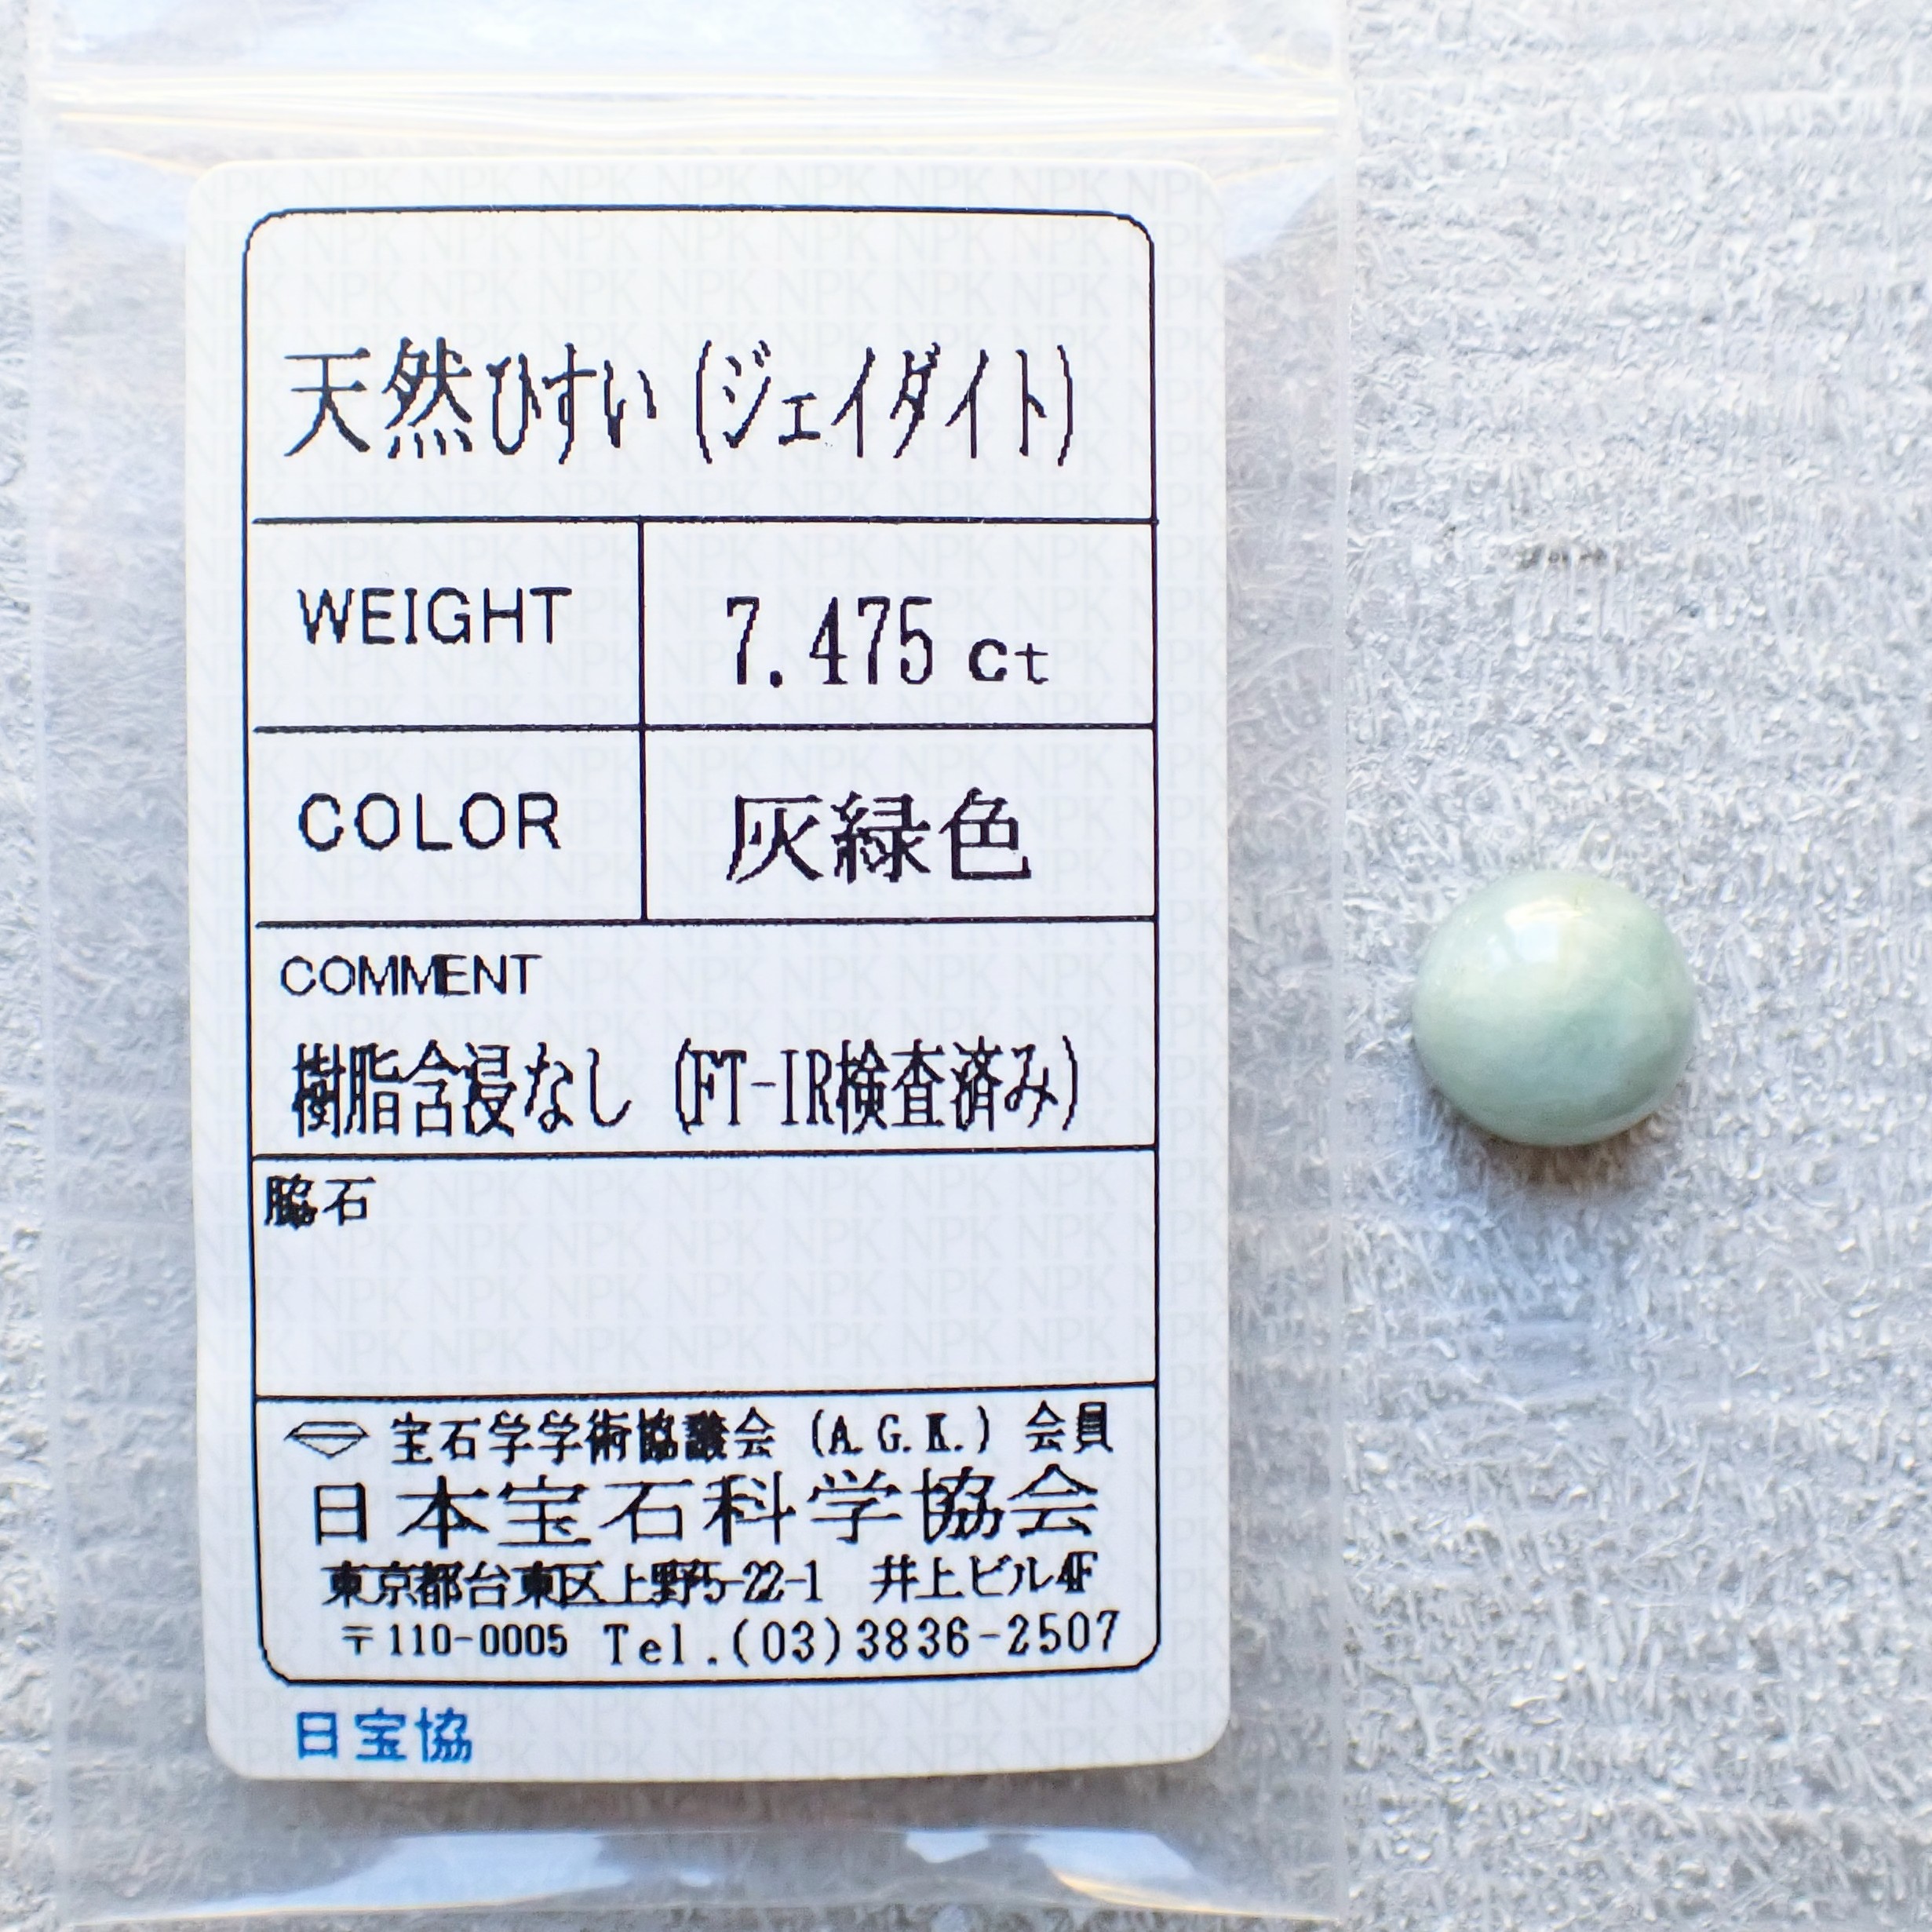 天然ひすい (ジェイダイト)
WEIGHT 7.475 ct
COLOR 灰緑色
COMMENT
樹脂含浸なし (FT-IR検査済み)
脇石
宝石学学術協議会 (A.G.K.) 会員
日本宝石科学協会
東京都台東区上野5-22-1 井上ビル4F
〒110-0005 Tel.(03)3836-2507
日宝協